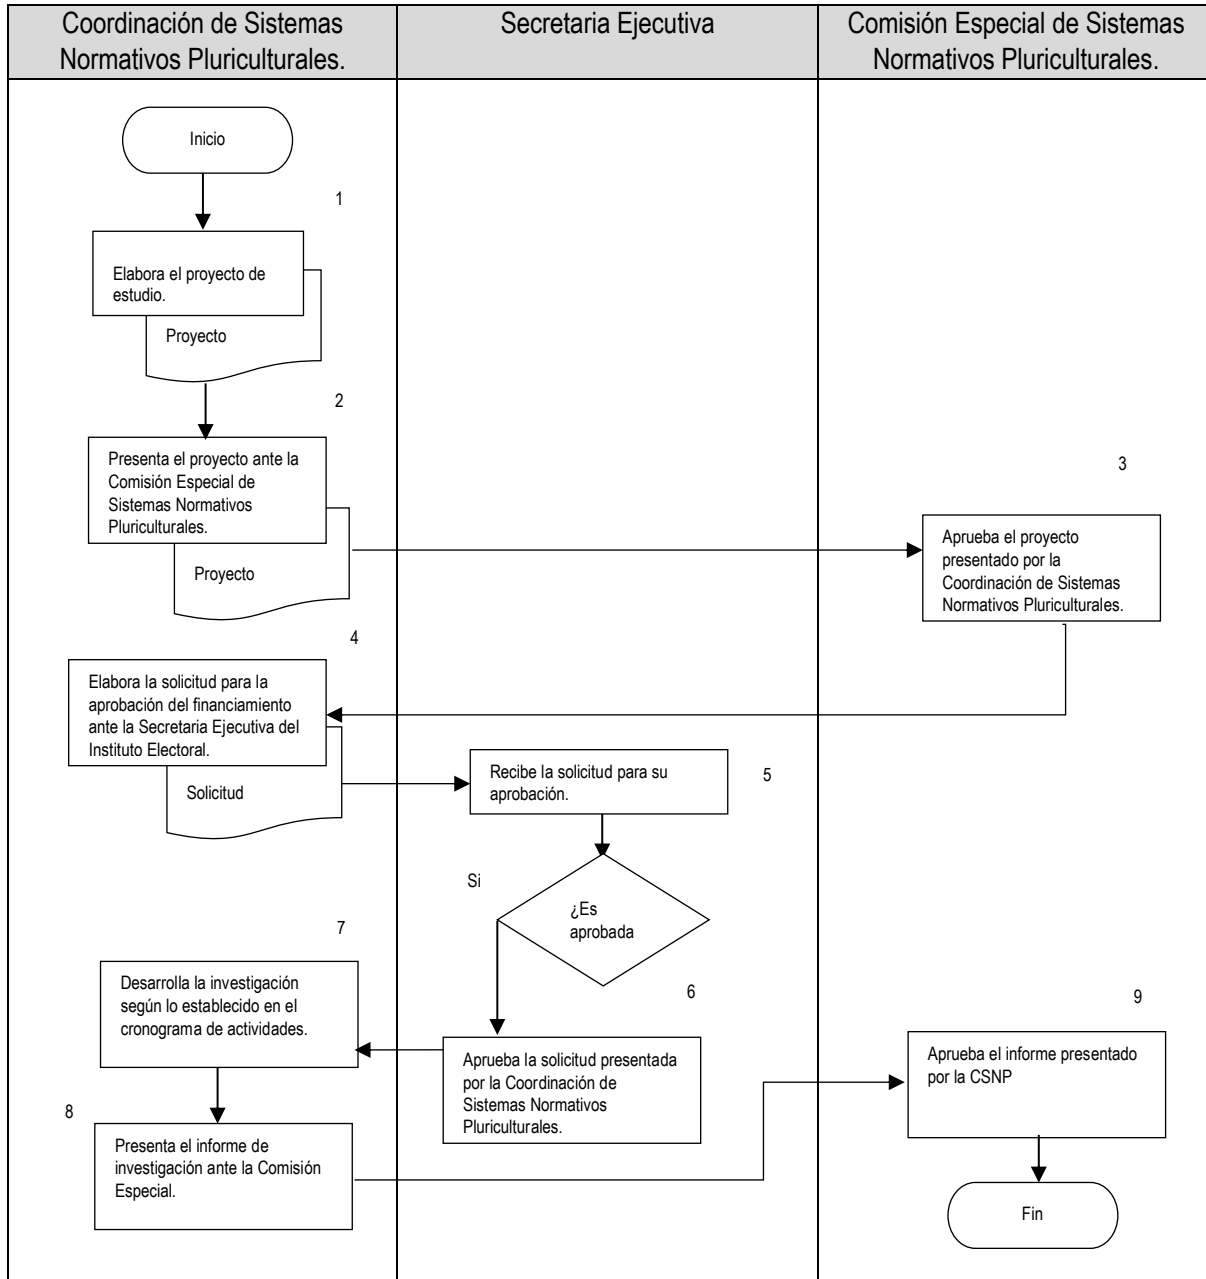 Coordinación de Sistemas
Normativos Pluriculturales.
Secretaria Ejecutiva
Comisión Especial de Sistemas
Normativos Pluriculturales.
Inicio
1
Elabora el proyecto de
estudio.
Proyecto
2
Presenta el proyecto ante la
Comisión Especial de
Sistemas Normativos
Pluriculturales.
Proyecto
3
Aprueba el proyecto
presentado por la
Coordinación de Sistemas
Normativos Pluriculturales.
4
Elabora la solicitud para la
aprobación del financiamiento
ante la Secretaria Ejecutiva del
Instituto Electoral.
Solicitud
Recibe la solicitud para su
aprobación.
5
Si
¿Es
aprobada
6
Aprueba la solicitud presentada
por la Coordinación de
Sistemas Normativos
Pluriculturales.
7
Desarrolla la investigación
según lo establecido en el
cronograma de actividades.
8
Presenta el informe de
investigación ante la Comisión
Especial.
9
Aprueba el informe presentado
por la CSNP
Fin